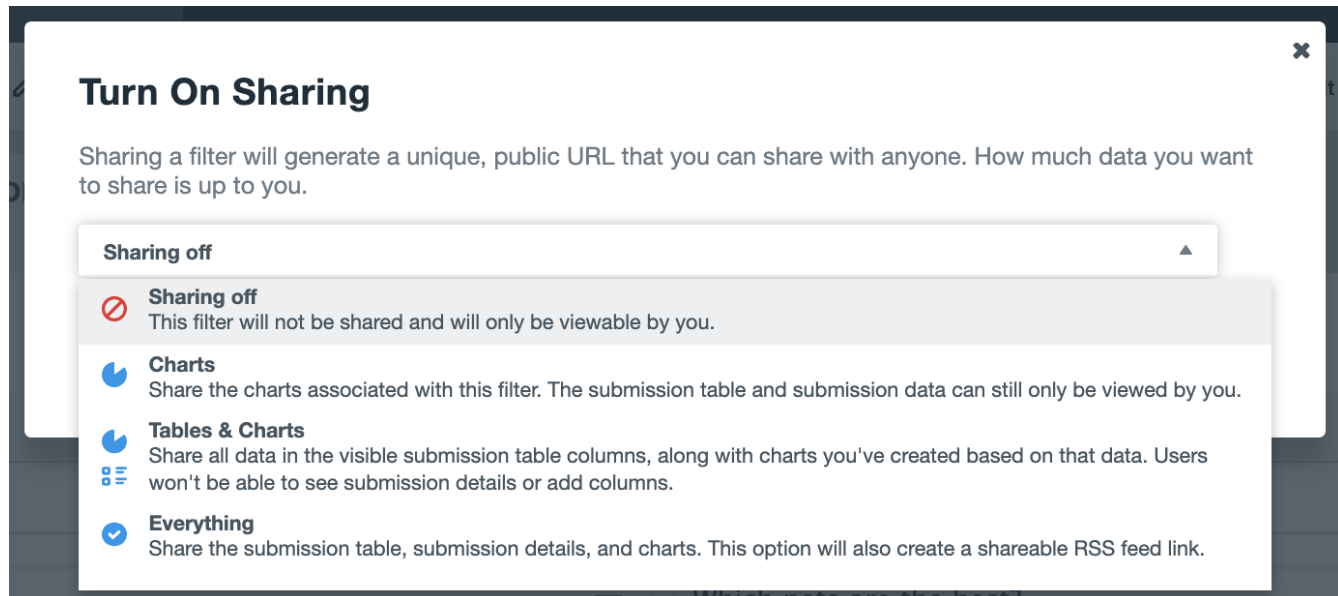 Turn On Sharing
Sharing a filter will generate a unique, public URL that you can share with anyone. How much data you want
to share is up to you.
Sharing off
Sharing off
This filter will not be shared and will only be viewable by you.
Charts
Share the charts associated with this filter. The submission table and submission data can still only be viewed by you.
Tables & Charts
Share all data in the visible submission table columns, along with charts you've created based on that data. Users
won't be able to see submission details or add columns.
Everything
Share the submission table, submission details, and charts. This option will also create a shareable RSS feed link.